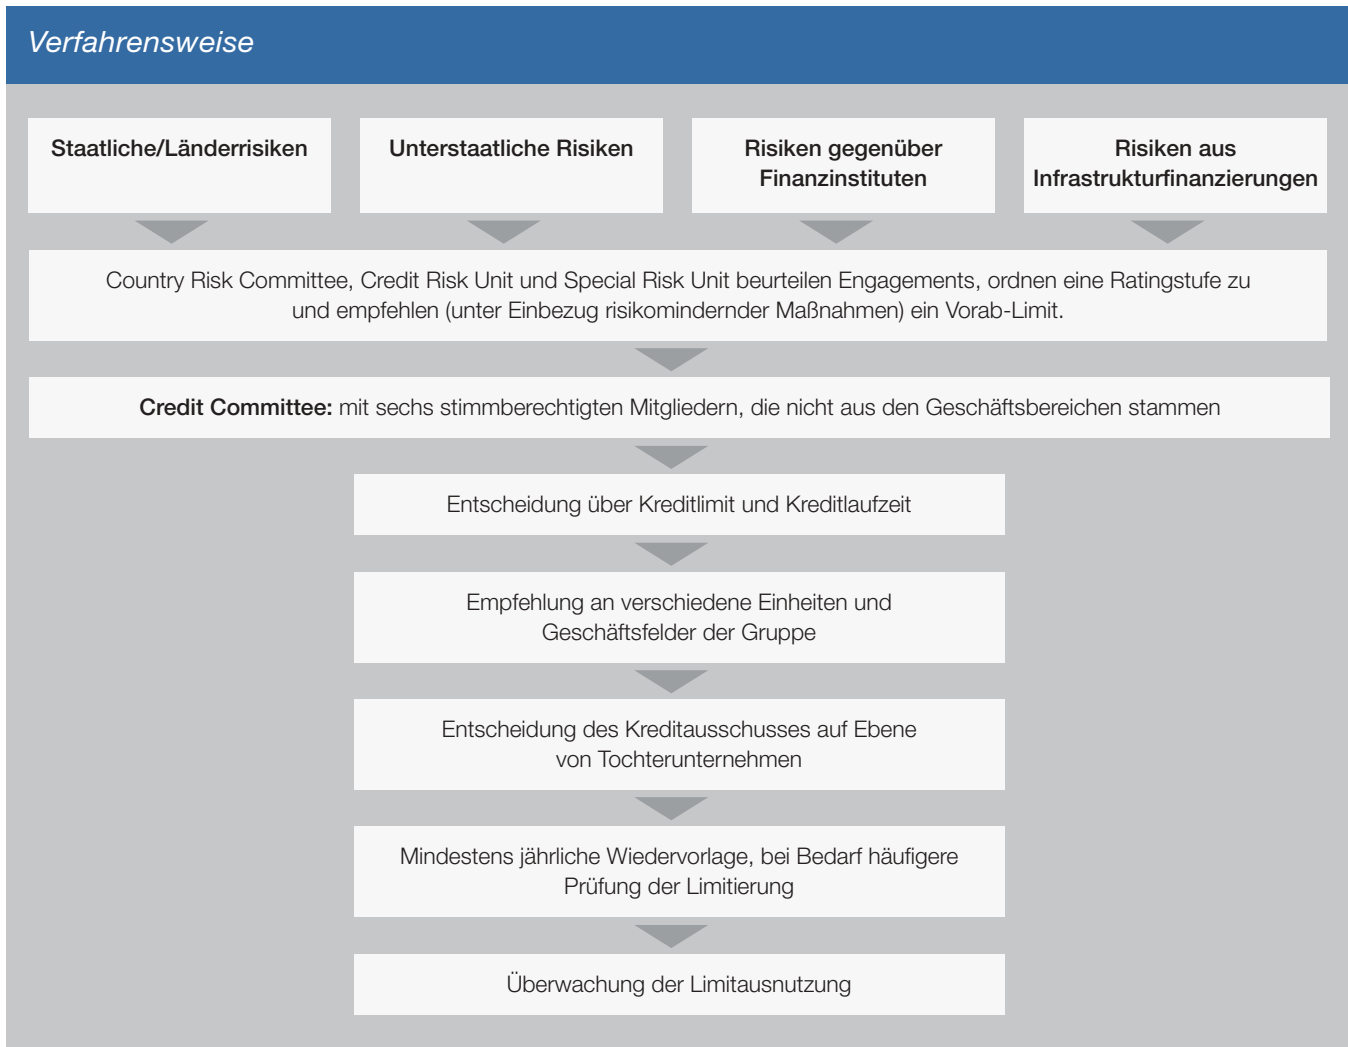 Verfahrensweise
Staatliche/Länderrisiken
Unterstaatliche Risiken
Risiken gegenüber
Finanzinstituten
Risiken aus
Infrastrukturfinanzierungen
Country Risk Committee, Credit Risk Unit und Special Risk Unit beurteilen Engagements, ordnen eine Ratingstufe zu
und empfehlen (unter Einbezug risikomindernder Maßnahmen) ein Vorab-Limit.
Credit Committee: mit sechs stimmberechtigten Mitgliedern, die nicht aus den Geschäftsbereichen stammen
Entscheidung über Kreditlimit und Kreditlaufzeit
Empfehlung an verschiedene Einheiten und
Geschäftsfelder der Gruppe
Entscheidung des Kreditausschusses auf Ebene
von Tochterunternehmen
Mindestens jährliche Wiedervorlage, bei Bedarf häufigere
Prüfung der Limitierung
Überwachung der Limitausnutzung